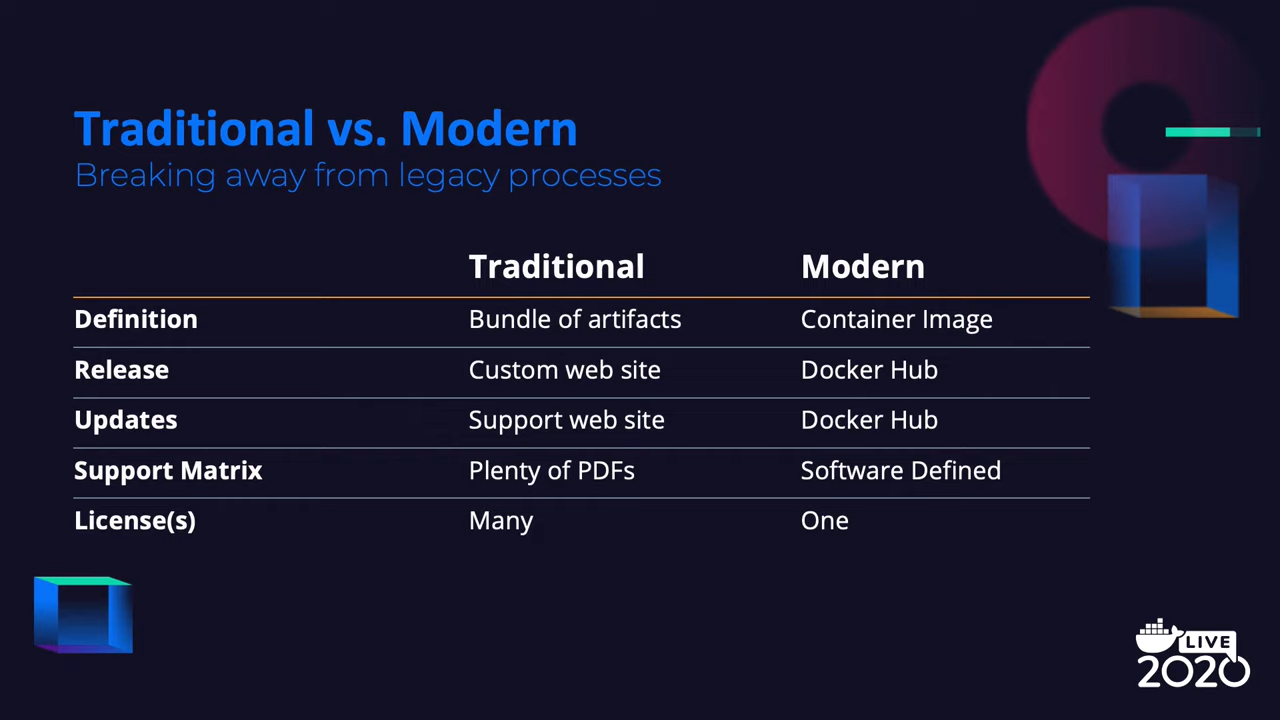 Traditional vs. Modern
Breaking away from legacy processes
Traditional Modern
Definition Bundle of artifacts Container Image
Release Custom web site Docker Hub
Updates Support web site Docker Hub
Support Matrix Plenty of PDFs Software Defined
License(s) Many One
LIVE
2020